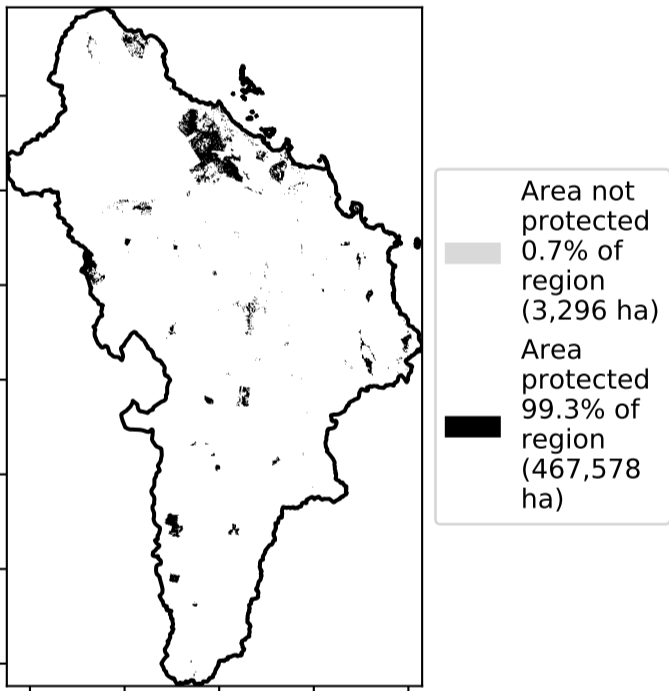 Area not
protected
0.7% of
region
(3,296 ha)
Area
protected
99.3% of
region
(467,578
ha)